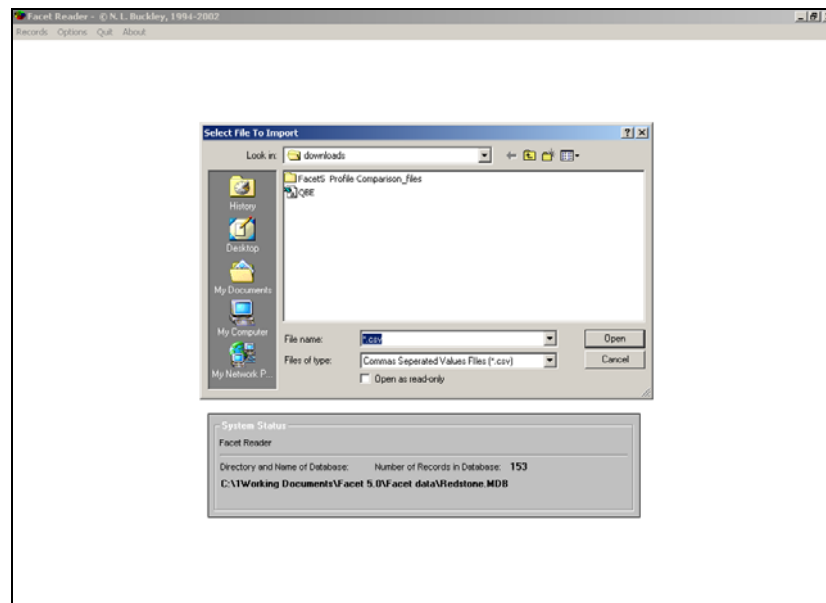 Facet Reader - © N. L. Buckley, 1994-2002
Records Options Quit About
Select File To Import
Look in: downloads
Facet5 Profile Comparison_files
QBE
History
Desktop
My Documents
My Computer
My Network P...
File name: *.csv Open
Files of type: Commas Seperated Values Files (*.csv) Cancel
Open as read-only
System Status
Facet Reader
Directory and Name of Database: Number of Records in Database: 153
C:\1Working Documents\Facet 5.0\Facet data\Redstone.MDB